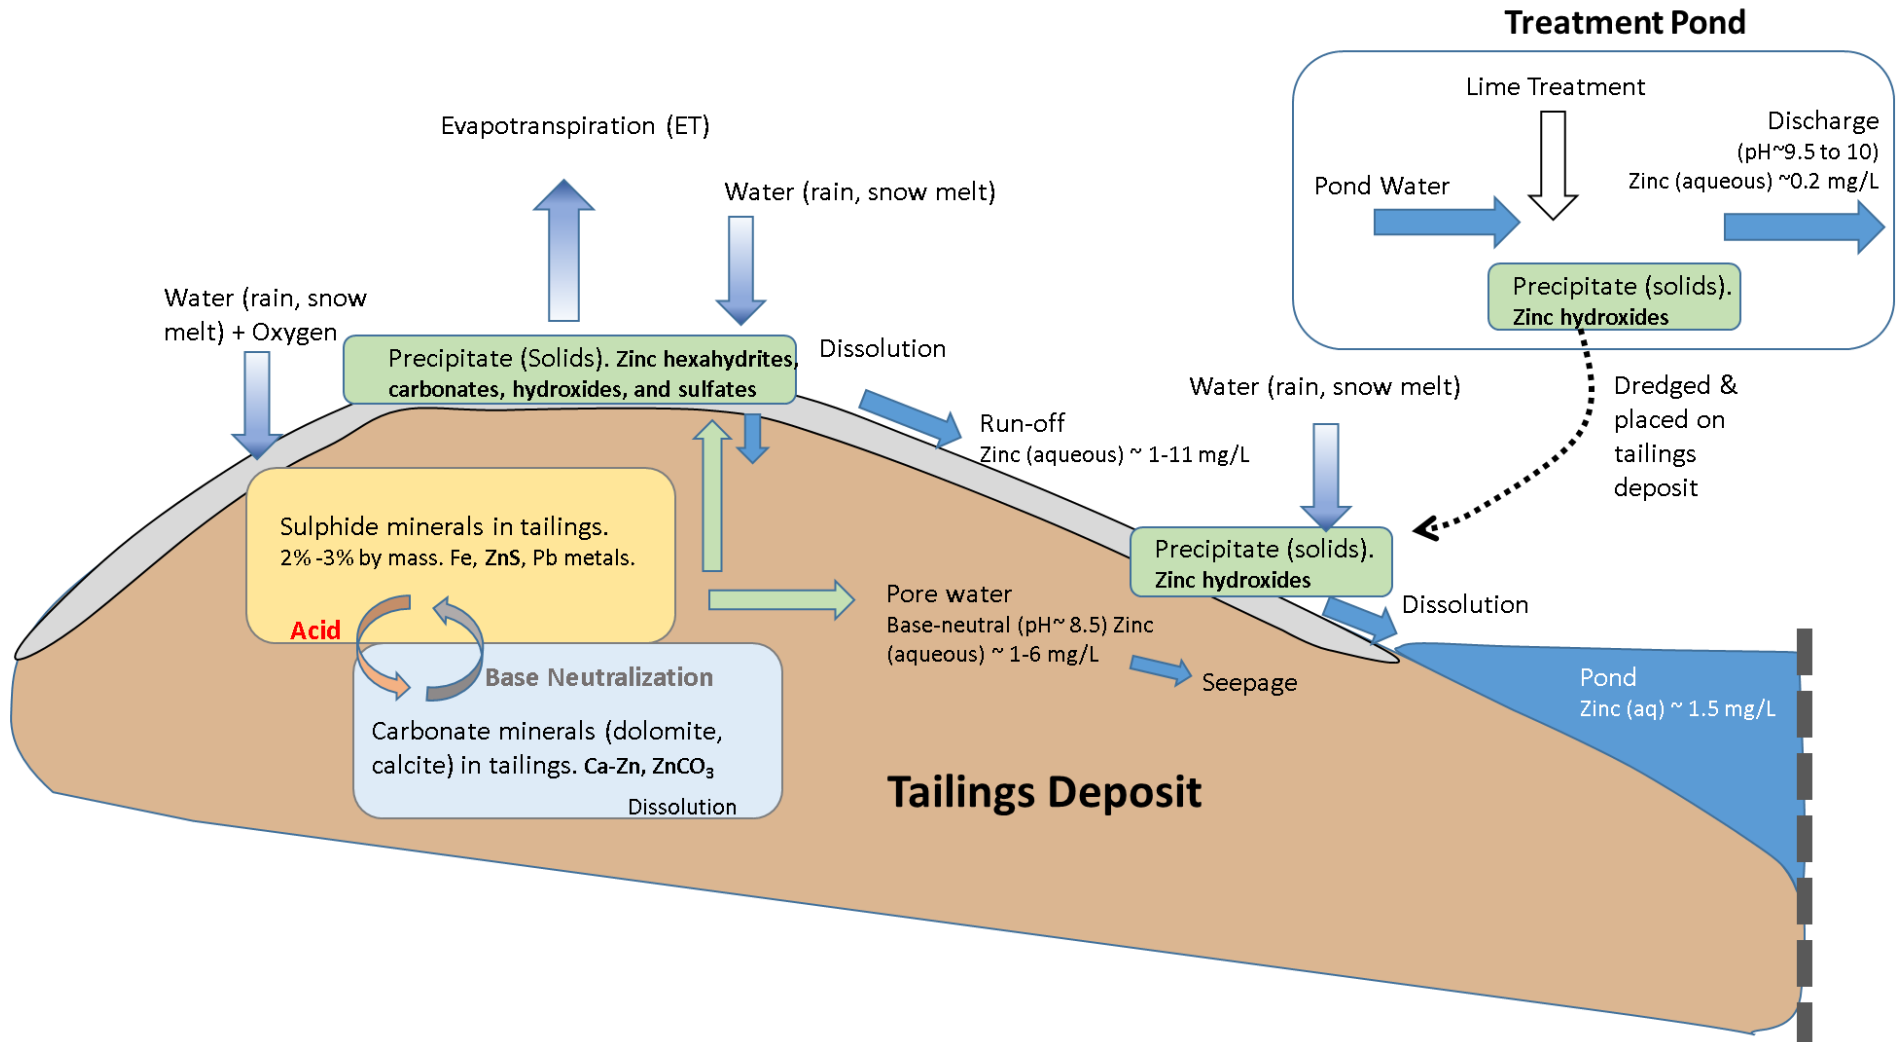 Treatment Pond
Lime Treatment
Discharge
(pH~9.5 to 10)
Zinc (aqueous) ~0.2 mg/L
Pond Water
Precipitate (solids).
Zinc hydroxides
Dredged &
placed on
tailings
deposit
Evapotranspiration (ET)
Water (rain, snow melt)
Water (rain, snow
melt) + Oxygen
Precipitate (Solids). Zinc hexahydrites,
carbonates, hydroxides, and sulfates
Dissolution
Run-off
Zinc (aqueous) ~ 1-11 mg/L
Water (rain, snow melt)
Sulphide minerals in tailings.
2% -3% by mass. Fe, ZnS, Pb metals.
Acid
Base Neutralization
Carbonate minerals (dolomite,
calcite) in tailings. Ca-Zn, ZnCO₃
Dissolution
Pore water
Base-neutral (pH~ 8.5) Zinc
(aqueous) ~ 1-6 mg/L
Seepage
Precipitate (solids).
Zinc hydroxides
Dissolution
Pond
Zinc (aq) ~ 1.5 mg/L
Tailings Deposit